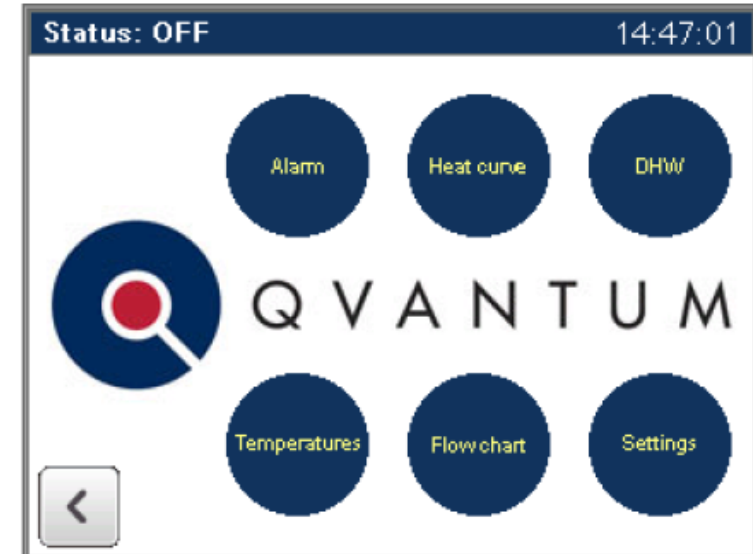 Status: OFF 14:47:01
Alarm Heat curve DHW
QVANTUM
Temperatures Flow chart Settings